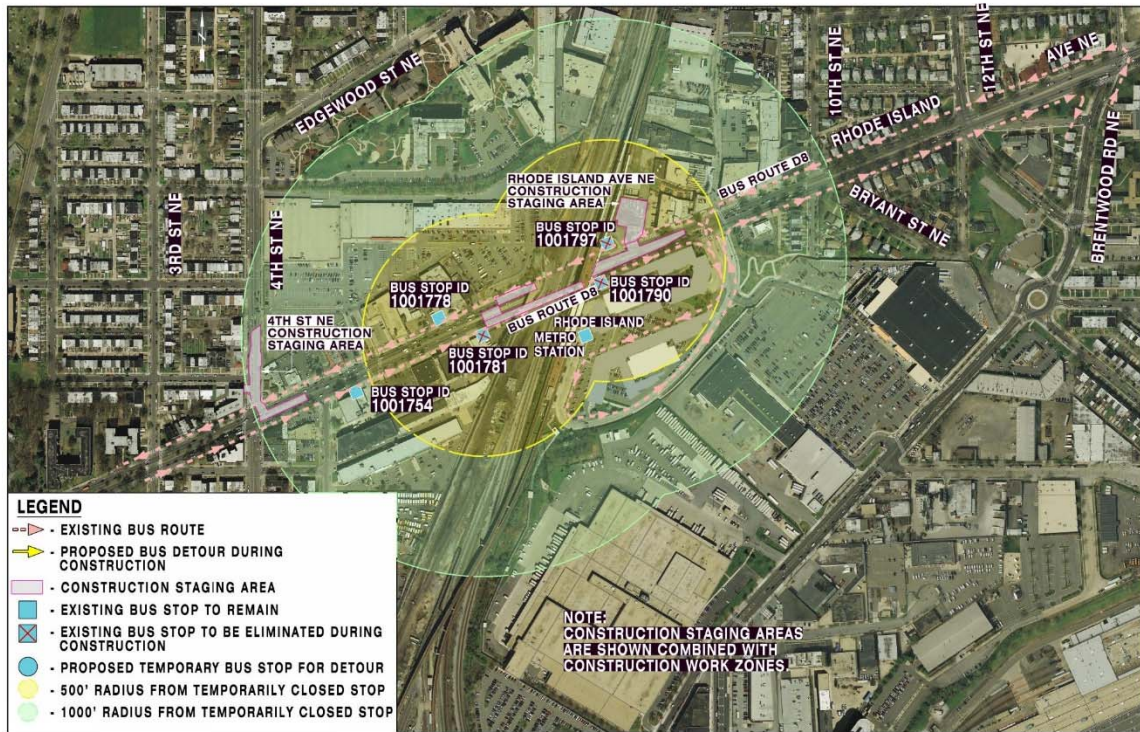 EDGEWOOD ST NE
10TH ST NE
12TH ST NE
AVE NE
RHODE ISLAND
BRENTWOOD RD NE
BUS ROUTE D8
BRYANT ST NE
3RD ST NE
4TH ST NE
RHODE ISLAND AVE NE
CONSTRUCTION
STAGING AREA
BUS STOP ID
1001797
BUS STOP ID
1001778
BUS STOP ID
1001790
BUS ROUTE D8
4TH ST NE
CONSTRUCTION
STAGING AREA
RHODE ISLAND
METRO
STATION
BUS STOP ID
1001781
BUS STOP ID
1001754
LEGEND
- EXISTING BUS ROUTE
- PROPOSED BUS DETOUR DURING
CONSTRUCTION
- CONSTRUCTION STAGING AREA
- EXISTING BUS STOP TO REMAIN
- EXISTING BUS STOP TO BE ELIMINATED DURING
CONSTRUCTION
- PROPOSED TEMPORARY BUS STOP FOR DETOUR
- 500' RADIUS FROM TEMPORARILY CLOSED STOP
- 1000' RADIUS FROM TEMPORARILY CLOSED STOP
NOTE:
CONSTRUCTION STAGING AREAS
ARE SHOWN COMBINED WITH
CONSTRUCTION WORK ZONES.